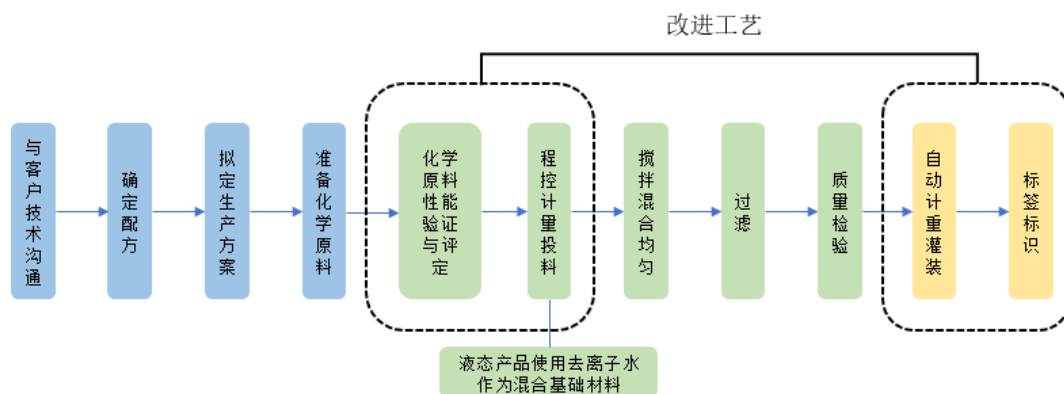 改进工艺
与客户技术沟通
确定配方
拟定生产方案
准备化学原料
化学
原料
性能
验证
与评
定
程控计量投料
搅拌混合均匀
过滤
质量检验
自动计重灌装
标签标识
液态产品使用去离子水
作为混合基础材料